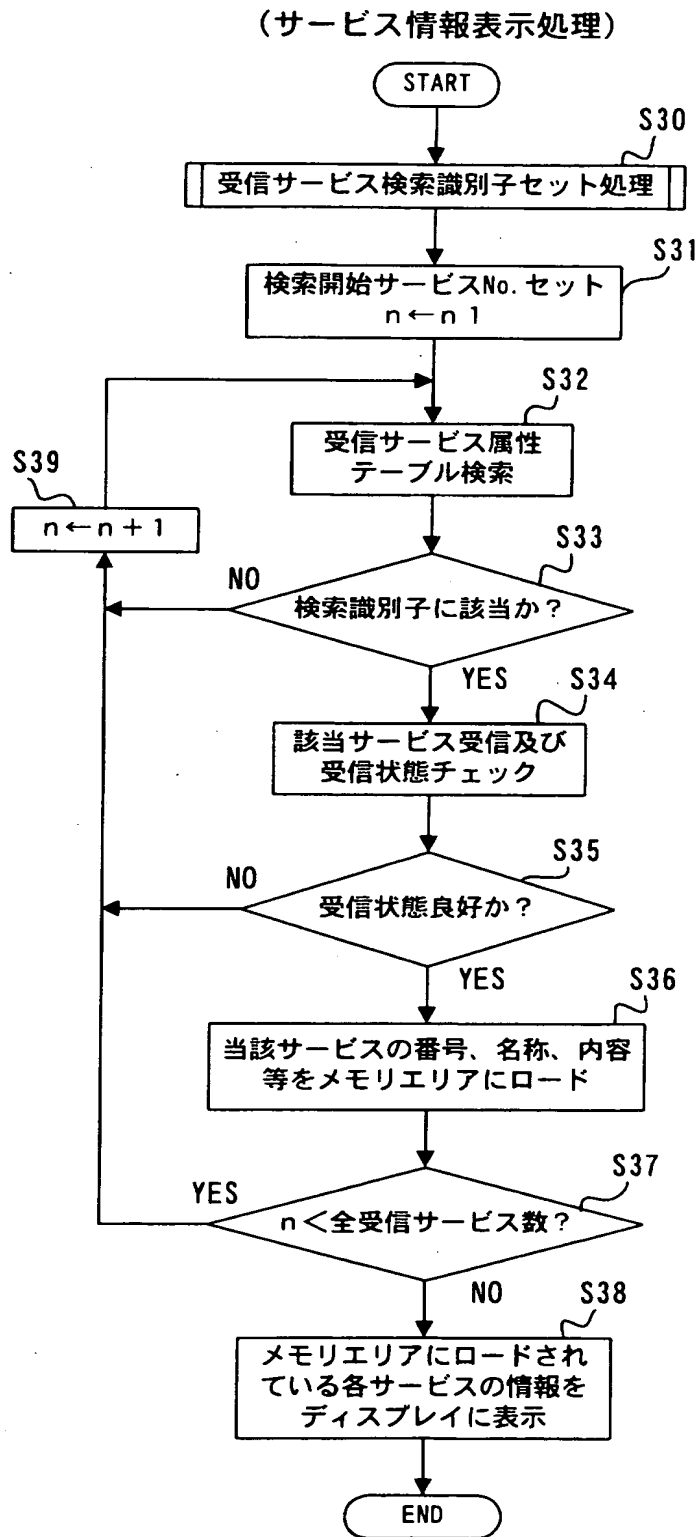 （サービス情報表示処理）
START
S30
受信サービス検索識別子セット処理
S31
検索開始サービスNo.セット
n←n1
S32
受信サービス属性
テーブル検索
S39
n←n+1
S33
NO
検索識別子に該当か？
YES
S34
該当サービス受信及び
受信状態チェック
S35
NO
受信状態良好か？
YES
S36
当該サービスの番号、名称、内容
等をメモリエリアにロード
S37
YES
n＜全受信サービス数？
NO
S38
メモリエリアにロードされ
ている各サービスの情報を
ディスプレイに表示
END